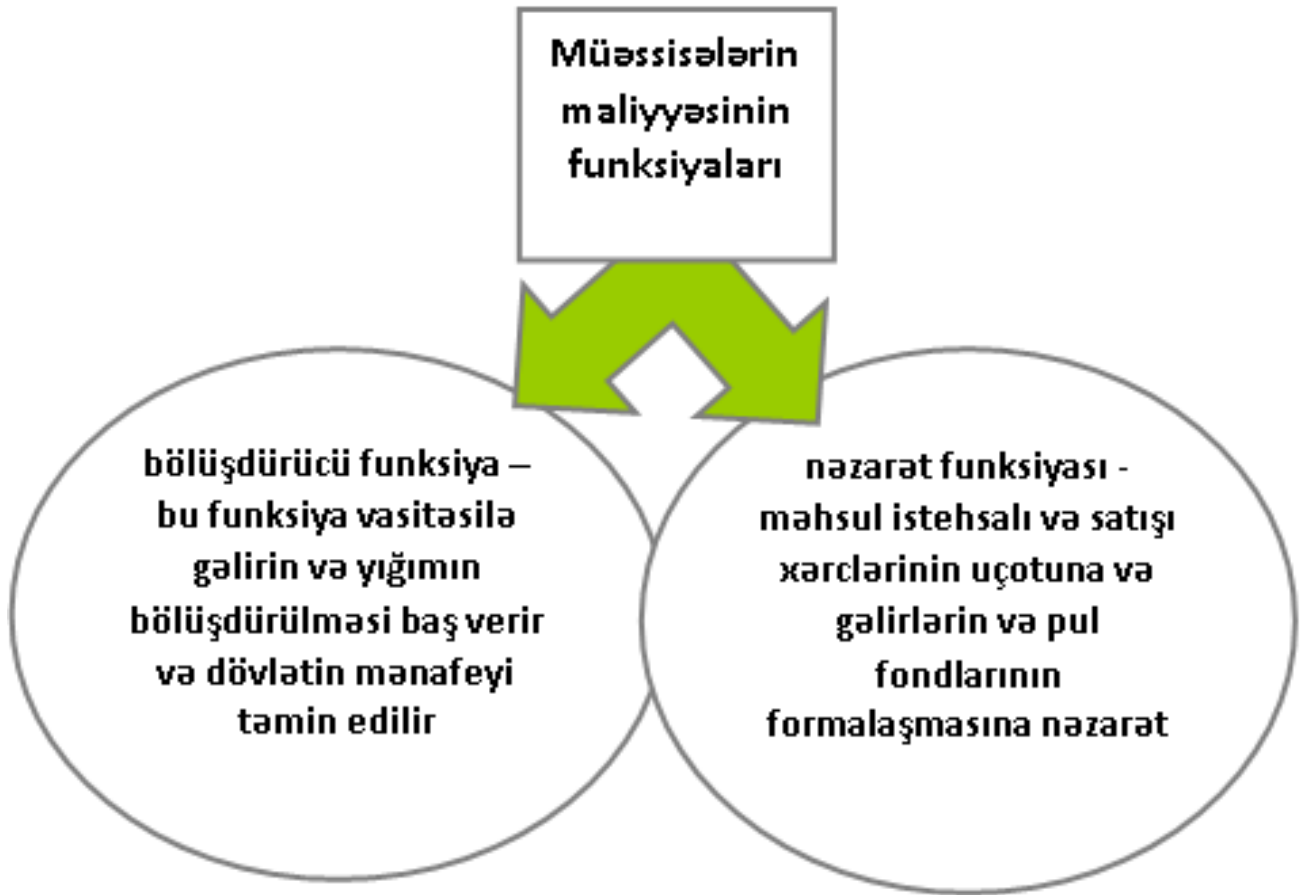 Müəssisələrin
maliyyəsinin
funksiyaları
bölüşdürücü funksiya –
bu funksiya vasitəsilə
gəlirin və yığımın
bölüşdürülməsi baş verir
və dövlətin mənafeyi
təmin edilir
nəzarət funksiyası -
məhsul istehsalı və satışı
xərclərinin uçotuna və
gəlirlərin və pul
fondlarının
formalaşmasına nəzarət